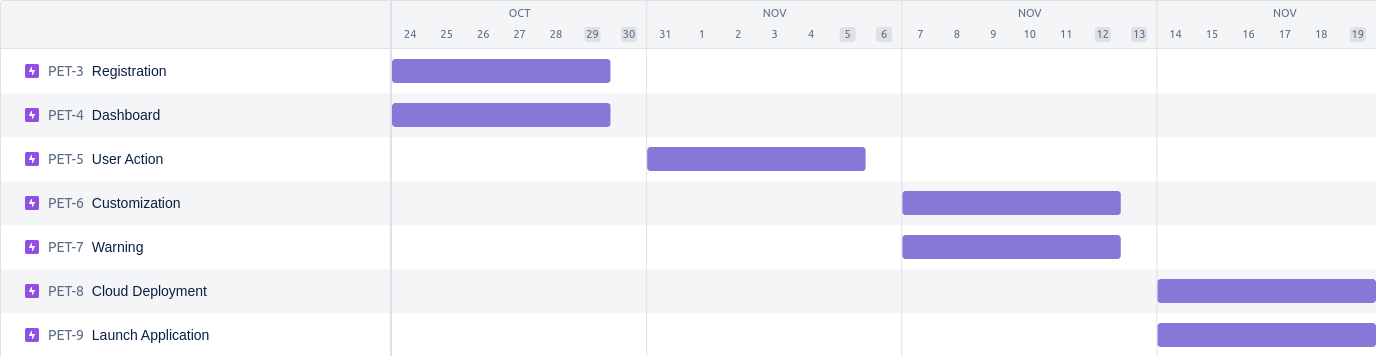 OCT NOV NOV NOV
24 25 26 27 28 29 30 31 1 2 3 4 5 6 7 8 9 10 11 12 13 14 15 16 17 18 19
PET-3 Registration
PET-4 Dashboard
PET-5 User Action
PET-6 Customization
PET-7 Warning
PET-8 Cloud Deployment
PET-9 Launch Application